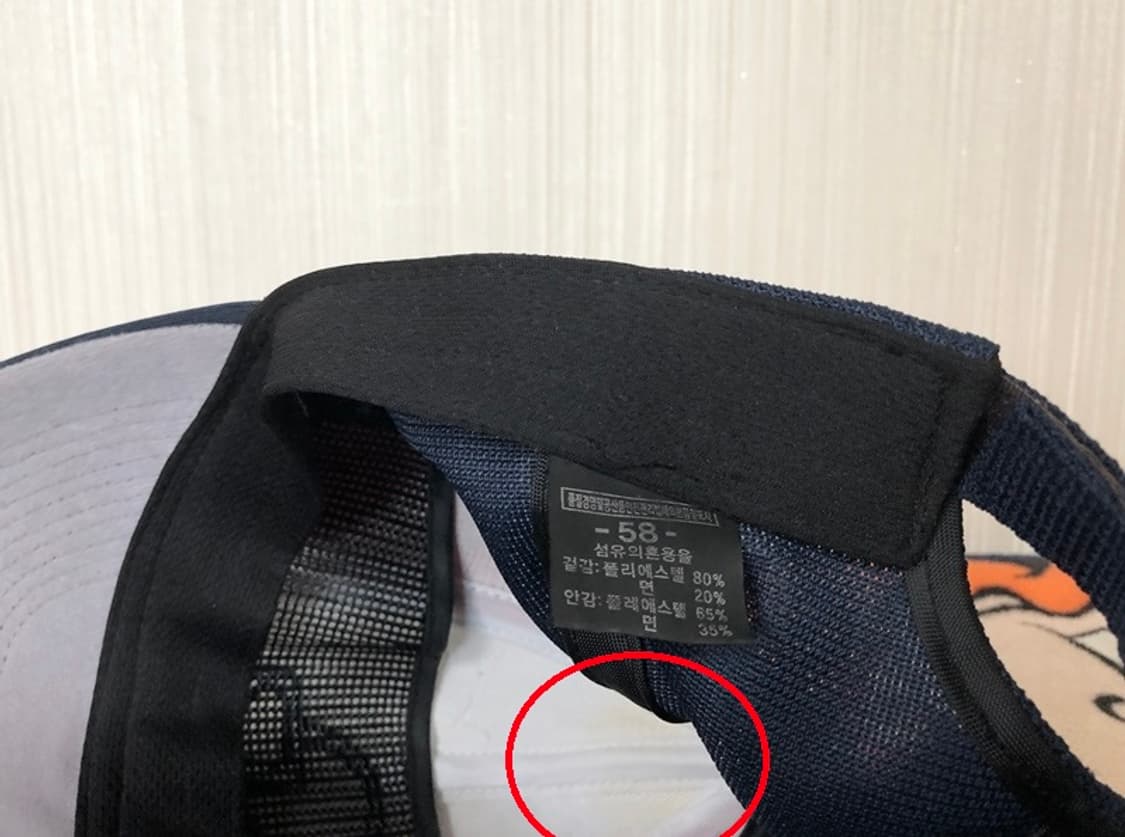 - 58 -
섬유의혼용율
겉감: 폴리에스텔 80%
면 20%
안감: 폴레에스텔 65%
면 35%